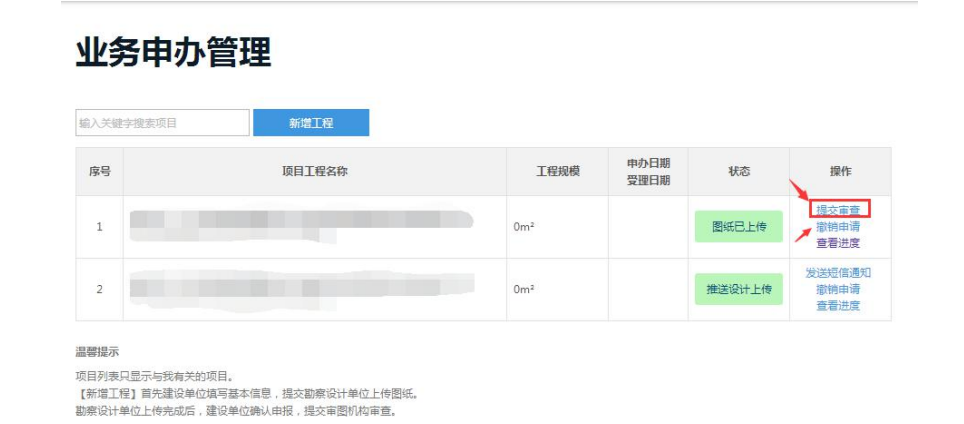 业务申办管理
输入关键字搜索项目
新增工程
序号
项目工程名称
工程规模
申办日期
受理日期
状态
操作
1
0m²
图纸已上传
提交审查
撤销申请
查看进度
2
0m²
推送设计上传
发送短信通知
撤销申请
查看进度
温馨提示
项目列表只显示与我有关的项目。
【新增工程】首先建设单位填写基本信息，提交勘察设计单位上传图纸。
勘察设计单位上传完成后，建设单位确认申报，提交审图机构审查。